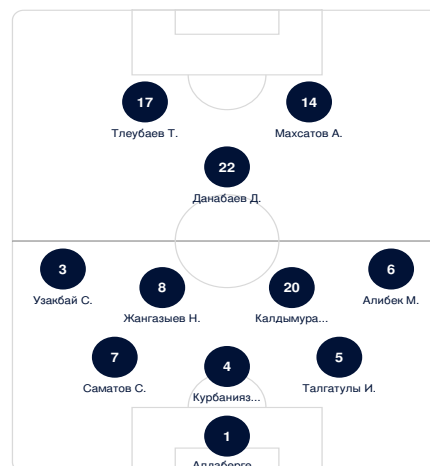 17
14
Тлеубаев Т.
Махсатов А.
22
Данабаев Д.
3
6
Узакбай С.
Алибек М.
8
20
Жангазыев Н.
Калдымура...
7
4
5
Саматов С.
Курбанияз...
Талгатулы И.
1